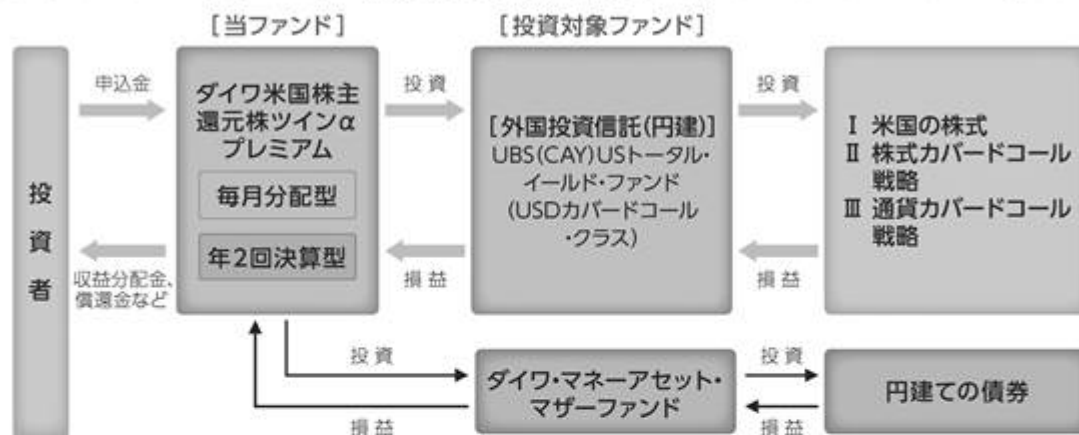 [当ファンド]
[投資対象ファンド]
投資者
申込金
収益分配金、
償還金など
ダイワ米国株主
還元株ツインα
プレミアム
毎月分配型
年2回決算型
投資
損益
[外国投資信託(円建)]
UBS(CAY)USトータル・
イールド・ファンド
(USDカバードコール
・クラス)
投資
損益
Ⅰ 米国の株式
Ⅱ 株式カバードコール
戦略
Ⅲ 通貨カバードコール
戦略
投資
損益
ダイワ・マネーアセット・
マザーファンド
投資
損益
円建ての債券